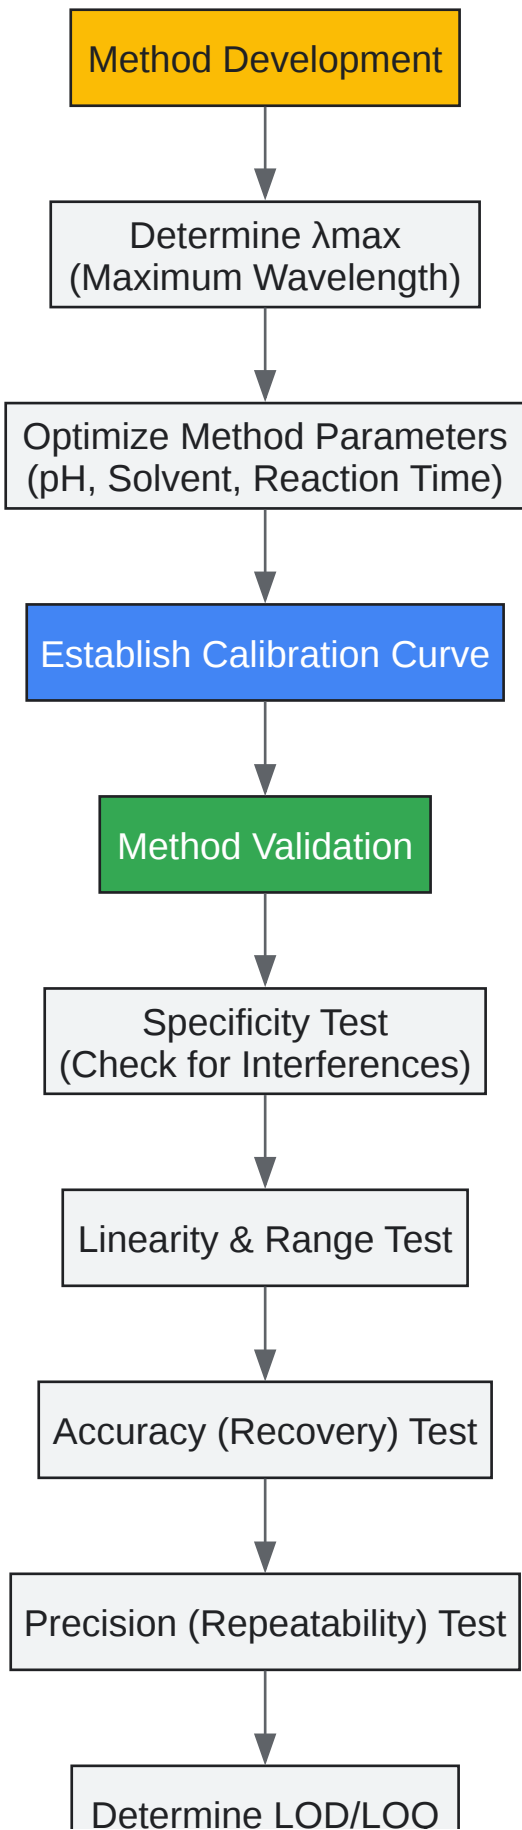 Method Development
Determine λmax
(Maximum Wavelength)
Optimize Method Parameters
(pH, Solvent, Reaction Time)
Establish Calibration Curve
Method Validation
Specificity Test
(Check for Interferences)
Linearity & Range Test
Accuracy (Recovery) Test
Precision (Repeatability) Test
Determine LOD/LOQ